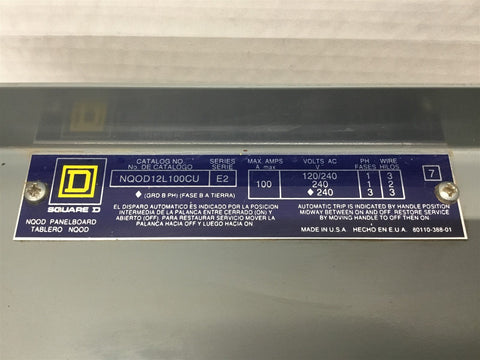 CATALOG NO.
No. DE CATALOGO
NQOD12L100CU
SERIES
SERIE
E2
MAX. AMPS
A max
100
VOLTS AC
V
120/240
240
◆ 240
PH
FASES
1
1
3
WIRE
HILOS
3
2
3
7
D
SQUARE D
NQOD PANELBOARD
TABLERO NQOD
◆ (GRD B PH) (FASE B A TIERRA)
EL DISPARO AUTOMATICO ES INDICADO POR LA POSICION
INTERMEDIA DE LA PALANCA ENTRE CERRADO (ON) Y
ABIERTO (OFF) PARA RESTAURAR SERVICIO MOVER LA
PALANCA HACIA OFF Y LUEGO HACIA ON
AUTOMATIC TRIP IS INDICATED BY HANDLE POSITION
MIDWAY BETWEEN ON AND OFF. RESTORE SERVICE
BY MOVING HANDLE TO OFF THEN ON.
MADE IN U.S.A. HECHO EN E.U.A. 80110-388-01